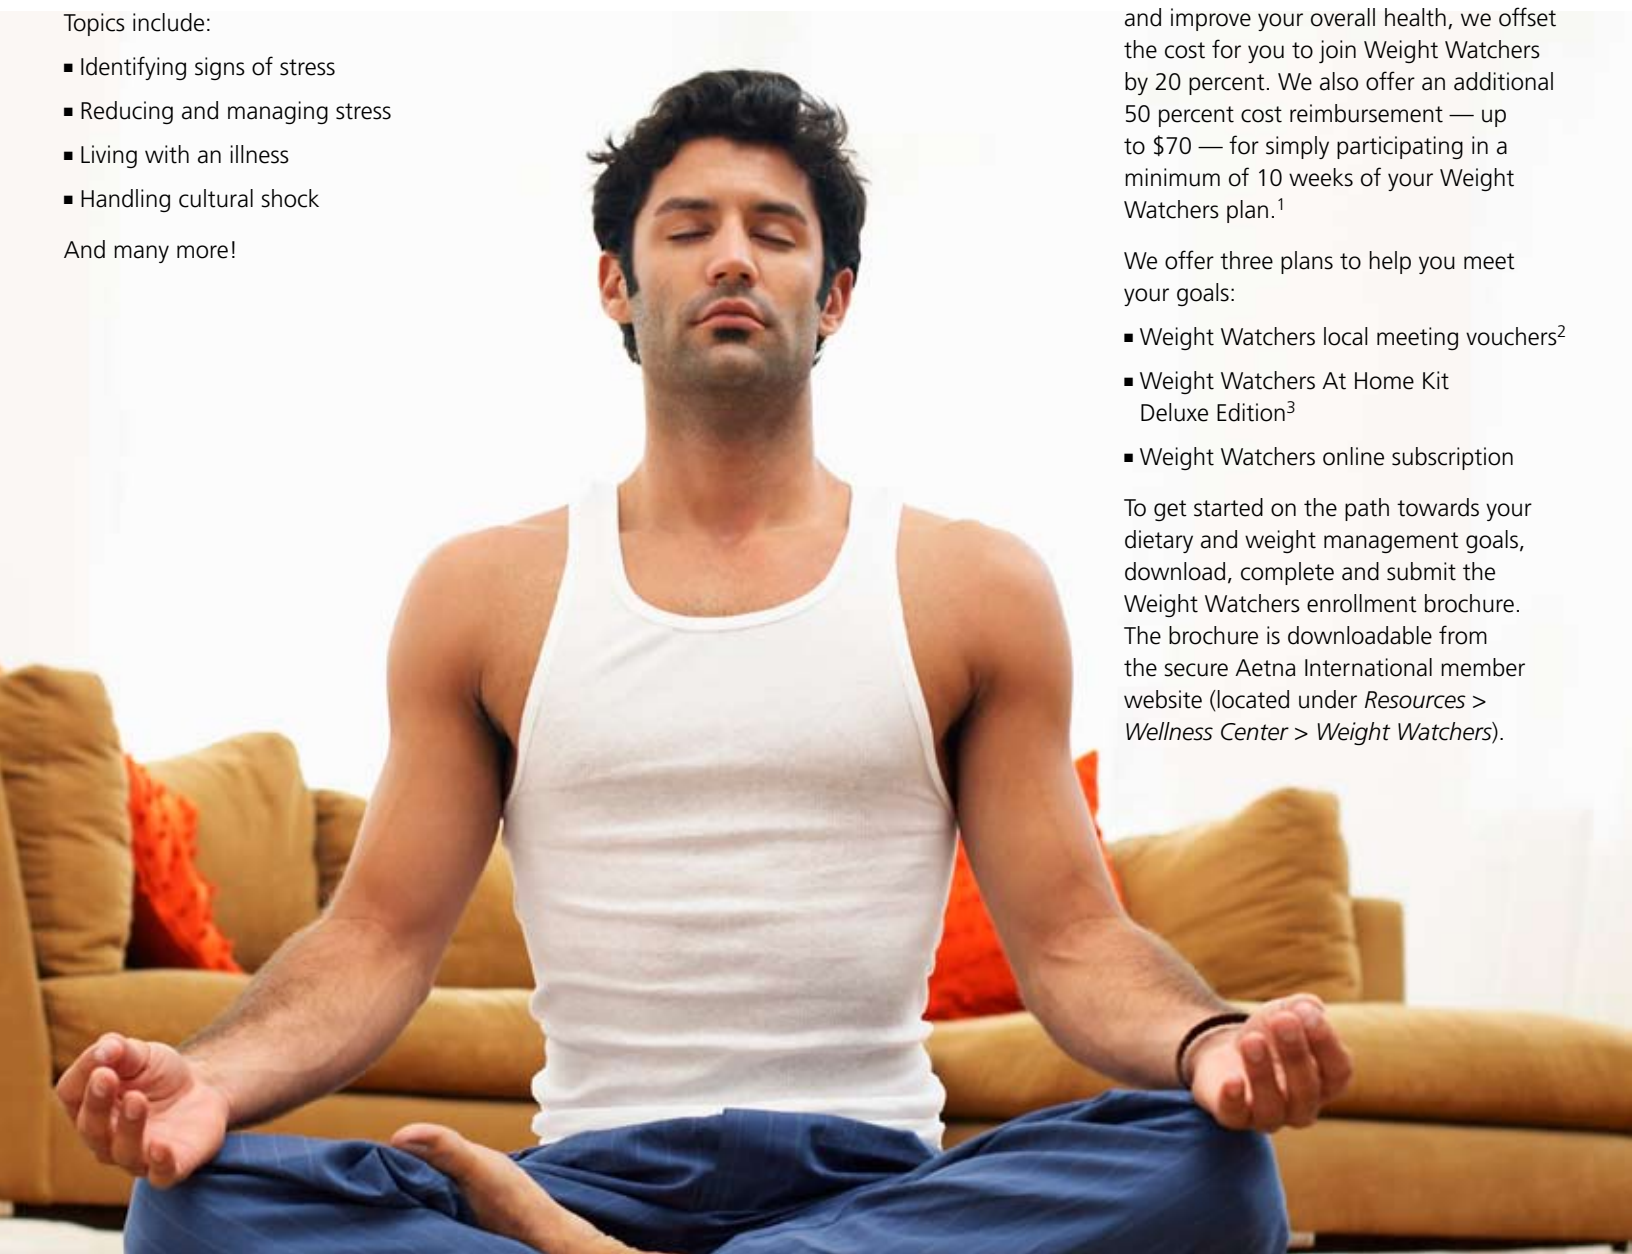 Topics include:
■ Identifying signs of stress
■ Reducing and managing stress
■ Living with an illness
■ Handling cultural shock
And many more!
and improve your overall health, we offset
the cost for you to join Weight Watchers
by 20 percent. We also offer an additional
50 percent cost reimbursement — up
to $70 — for simply participating in a
minimum of 10 weeks of your Weight
Watchers plan.1
We offer three plans to help you meet
your goals:
■ Weight Watchers local meeting vouchers2
■ Weight Watchers At Home Kit
Deluxe Edition3
■ Weight Watchers online subscription
To get started on the path towards your
dietary and weight management goals,
download, complete and submit the
Weight Watchers enrollment brochure.
The brochure is downloadable from
the secure Aetna International member
website (located under Resources >
Wellness Center > Weight Watchers).